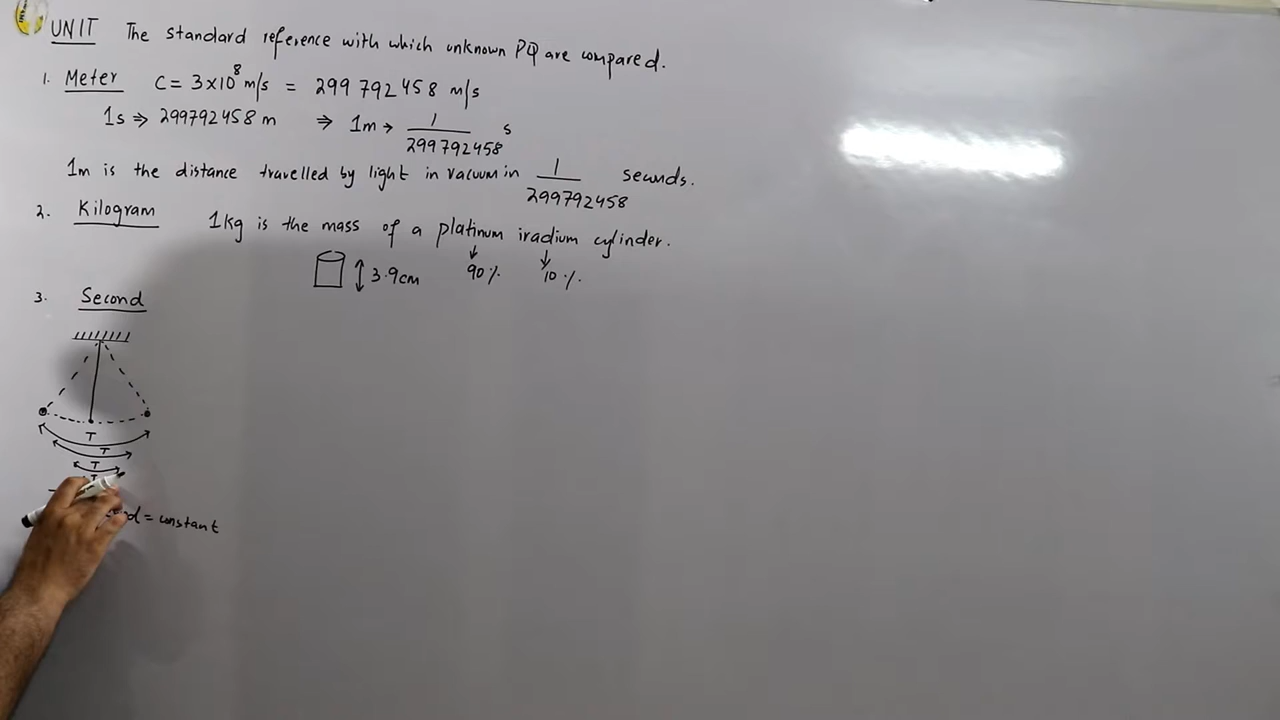 UNIT The standard reference with which unknown PQ are compared.
1. Meter C = 3×10⁸ m/s = 299 792 458 m/s
1s ⇒ 299792458 m ⇒ 1m → 1/299792458 s
1m is the distance travelled by light in vacuum in 1/299792458 seconds.
2. Kilogram 1kg is the mass of a platinum iradium cylinder.
3.9cm 90% 10%
3. Second
T
T
T
T
= constant